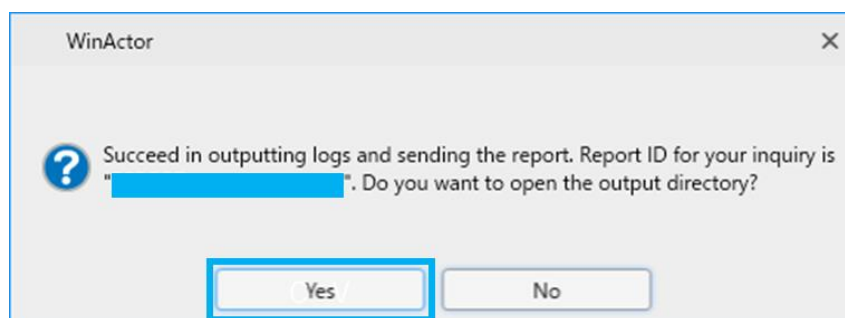 WinActor
Succeed in outputting logs and sending the report. Report ID for your inquiry is
" ". Do you want to open the output directory?
Yes
No